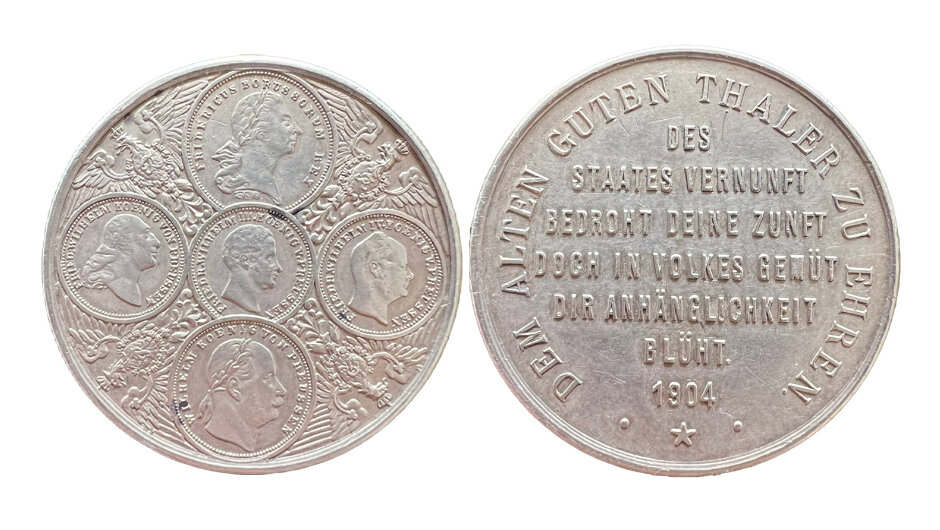 FRIDERICUS BORUSSORUM REX
FRIED. WILHELM KOENIG VON PREUSSEN
FRIEDR. WILHELM III KOENIG V. PREUSSEN
FRIEDR. WILHELM IV KOENIG V. PREUSSEN
WILHELM KOENIG VON PREUSSEN
DEM ALTEN GUTEN THALER ZU EHREN
DES
STAATES VERNUNFT
BEDROHT DEINE ZUNFT
DOCH IN VOLKES GEMÜT
DIR ANHÄNGLICHKEIT
BLÜHT.
1904